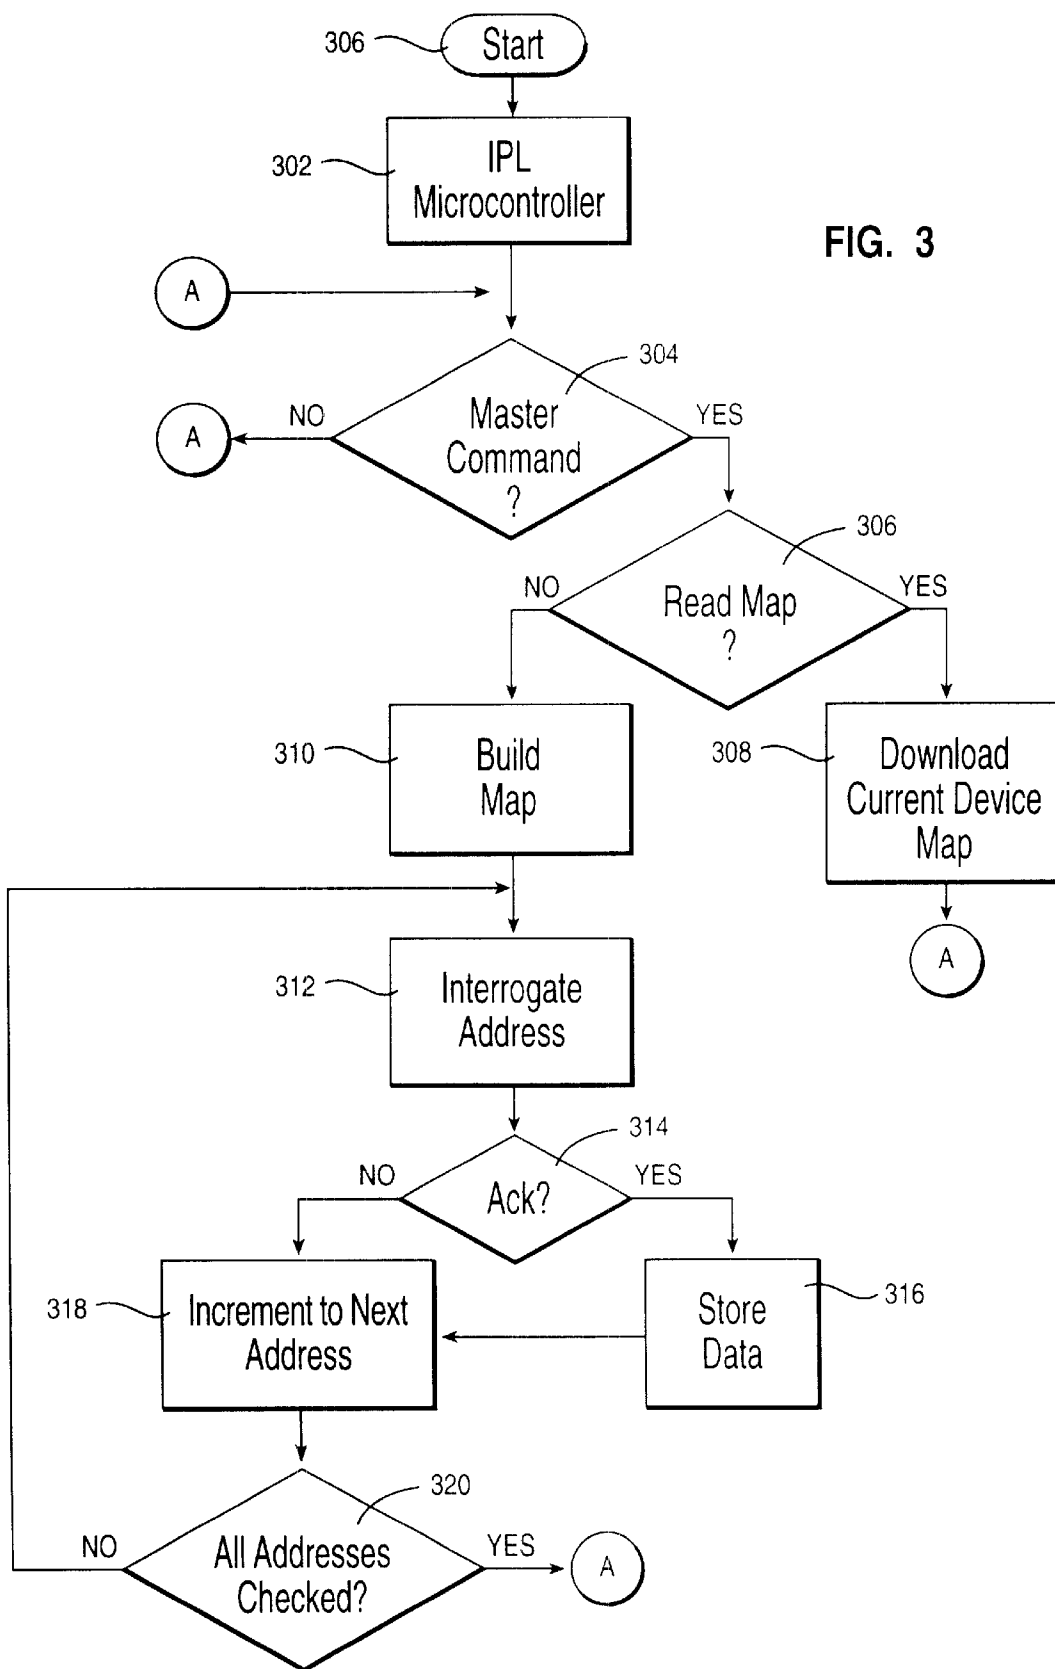 306
Start
302
IPL
Microcontroller
FIG. 3
A
304
NO
YES
A
Master
Command
?
306
NO
YES
Read Map
?
310
Build
Map
308
Download
Current Device
Map
A
312
Interrogate
Address
314
NO
YES
Ack?
318
Increment to Next
Address
316
Store
Data
320
NO
YES
All Addresses
Checked?
A